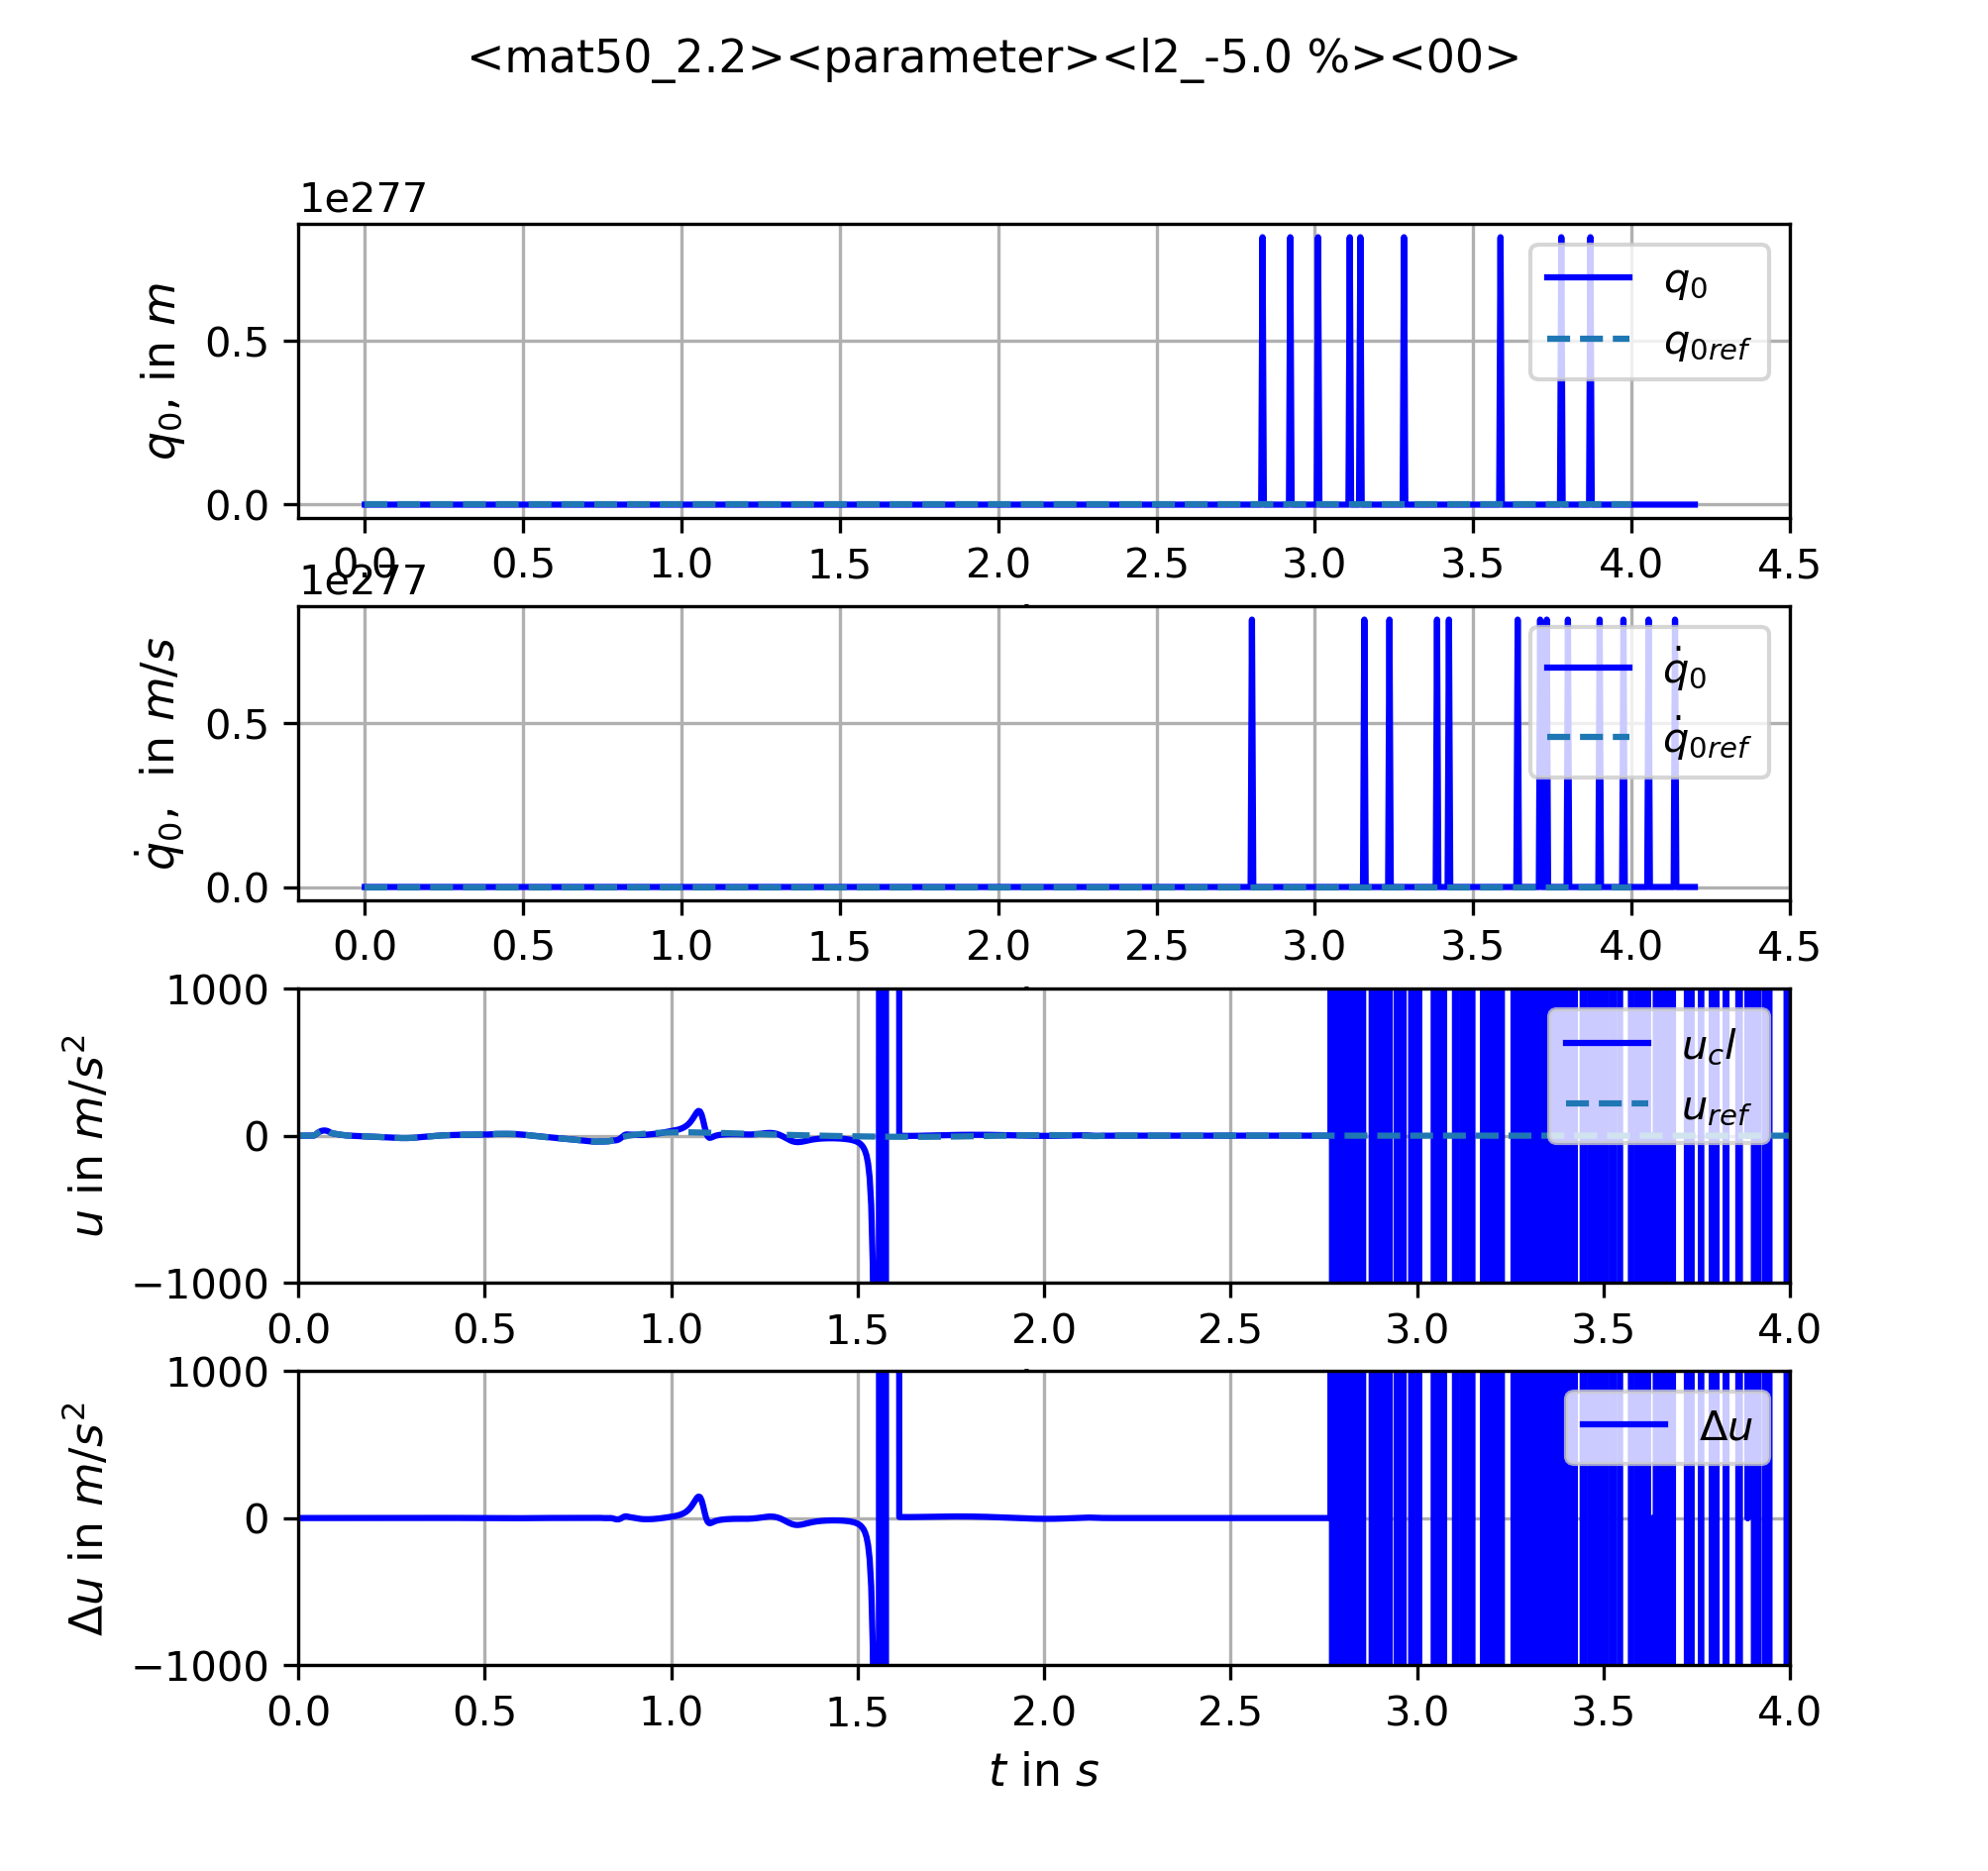 <mat50_2.2><parameter><l2_-5.0 %><00>
1e277
q₀, in m
0.5
0.0
q₀
q₀ref
0.0 0.5 1.0 1.5 2.0 2.5 3.0 3.5 4.0 4.5
1e277
q̇₀, in m/s
0.5
0.0
q̇₀
q̇₀ref
0.0 0.5 1.0 1.5 2.0 2.5 3.0 3.5 4.0 4.5
u in m/s²
1000
0
−1000
u_c l
u_ref
0.0 0.5 1.0 1.5 2.0 2.5 3.0 3.5 4.0
Δu in m/s²
1000
0
−1000
Δu
0.0 0.5 1.0 1.5 2.0 2.5 3.0 3.5 4.0
t in s